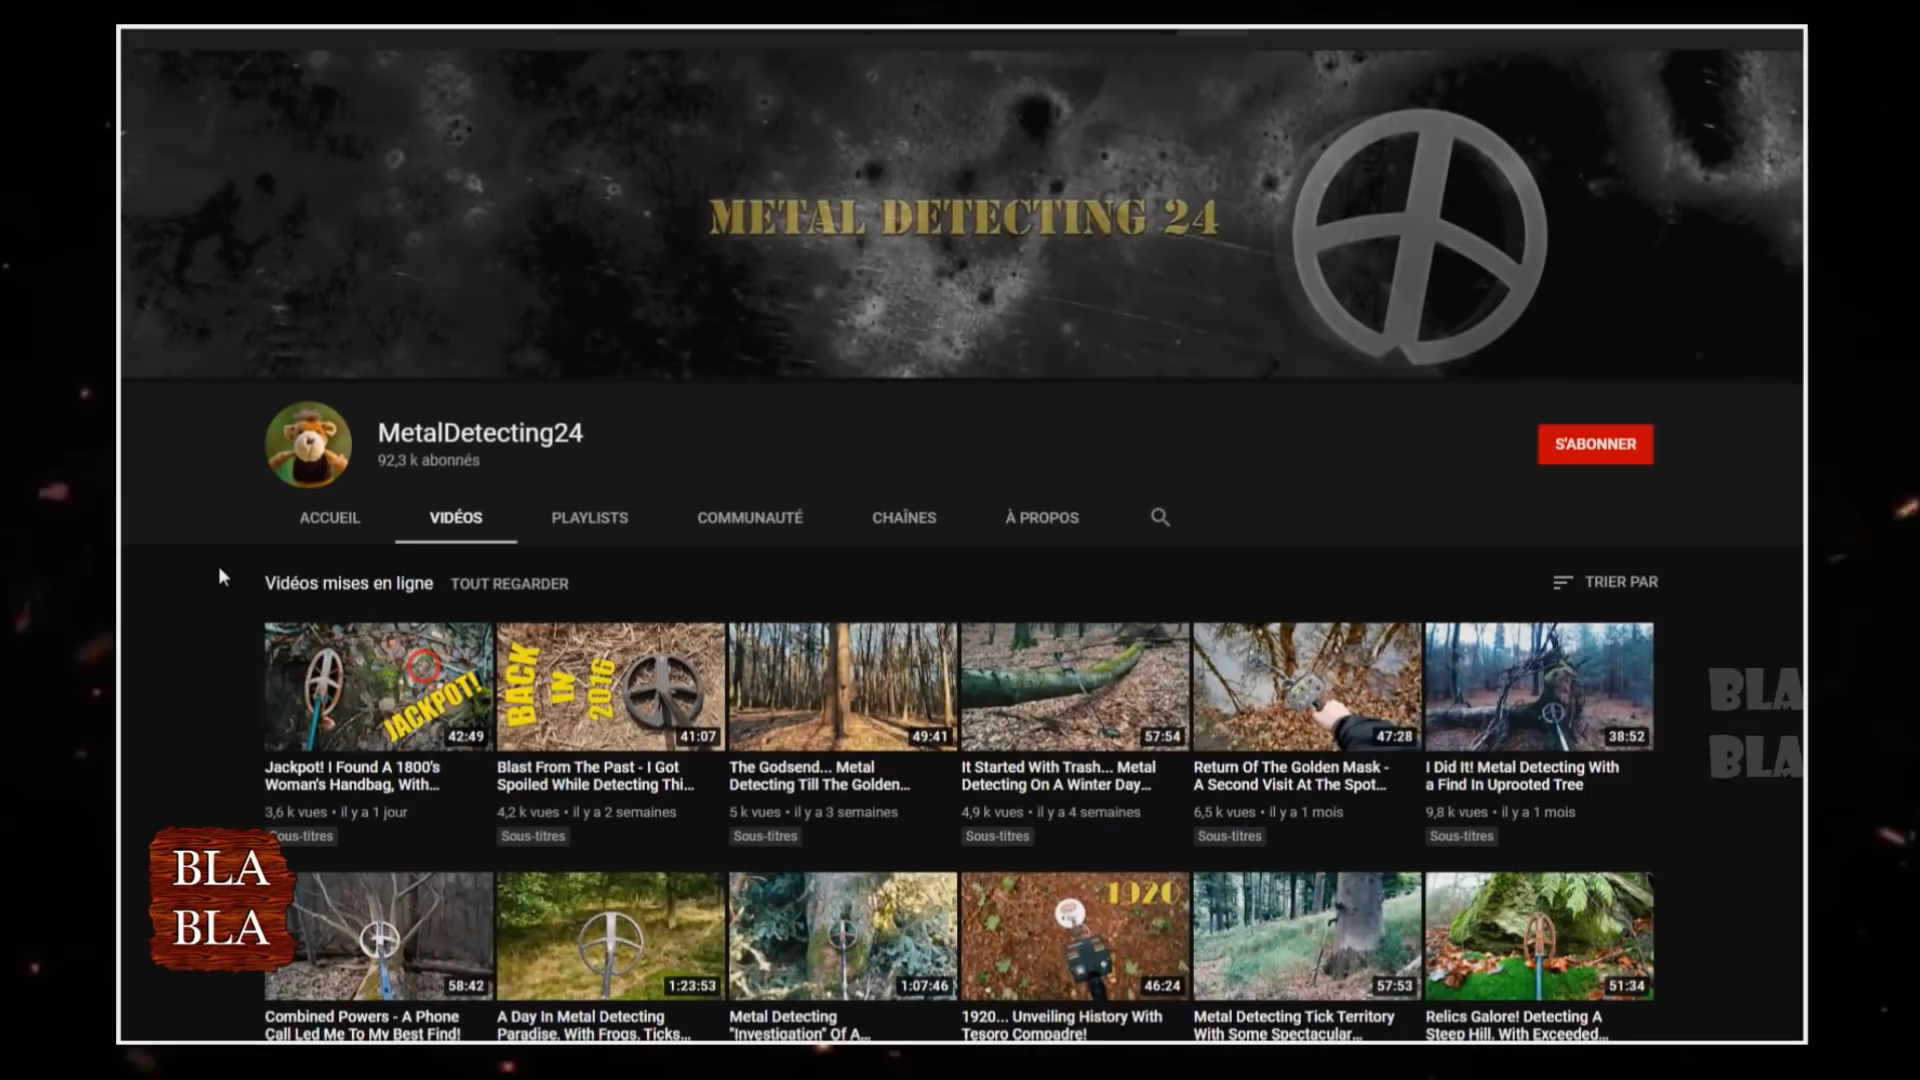 METAL DETECTING 24
MetalDetecting24
92,3 k abonnés
S'ABONNER
ACCUEIL
VIDÉOS
PLAYLISTS
COMMUNAUTÉ
CHAÎNES
À PROPOS
Vidéos mises en ligne
TOUT REGARDER
TRIER PAR
JACKPOT!
42:49
BACK
IN
2016
41:07
49:41
57:54
47:28
38:52
Jackpot! I Found A 1800's
Woman's Handbag, With...
3,6 k vues • il y a 1 jour
Sous-titres
Blast From The Past - I Got
Spoiled While Detecting Thi...
4,2 k vues • il y a 2 semaines
Sous-titres
The Godsend... Metal
Detecting Till The Golden...
5 k vues • il y a 3 semaines
Sous-titres
It Started With Trash... Metal
Detecting On A Winter Day...
4,9 k vues • il y a 4 semaines
Sous-titres
Return Of The Golden Mask -
A Second Visit At The Spot...
6,5 k vues • il y a 1 mois
Sous-titres
I Did It! Metal Detecting With
a Find In Uprooted Tree
9,8 k vues • il y a 1 mois
Sous-titres
BLA
BLA
BLA
BLA
58:42
1:23:53
1:07:46
1920
46:24
57:53
51:34
Combined Powers - A Phone
Call Led Me To My Best Find!
A Day In Metal Detecting
Paradise. With Frogs, Ticks...
Metal Detecting
"Investigation" Of A...
1920... Unveiling History With
Tesoro Compadre!
Metal Detecting Tick Territory
With Some Spectacular...
Relics Galore! Detecting A
Steep Hill. With Exceeded...